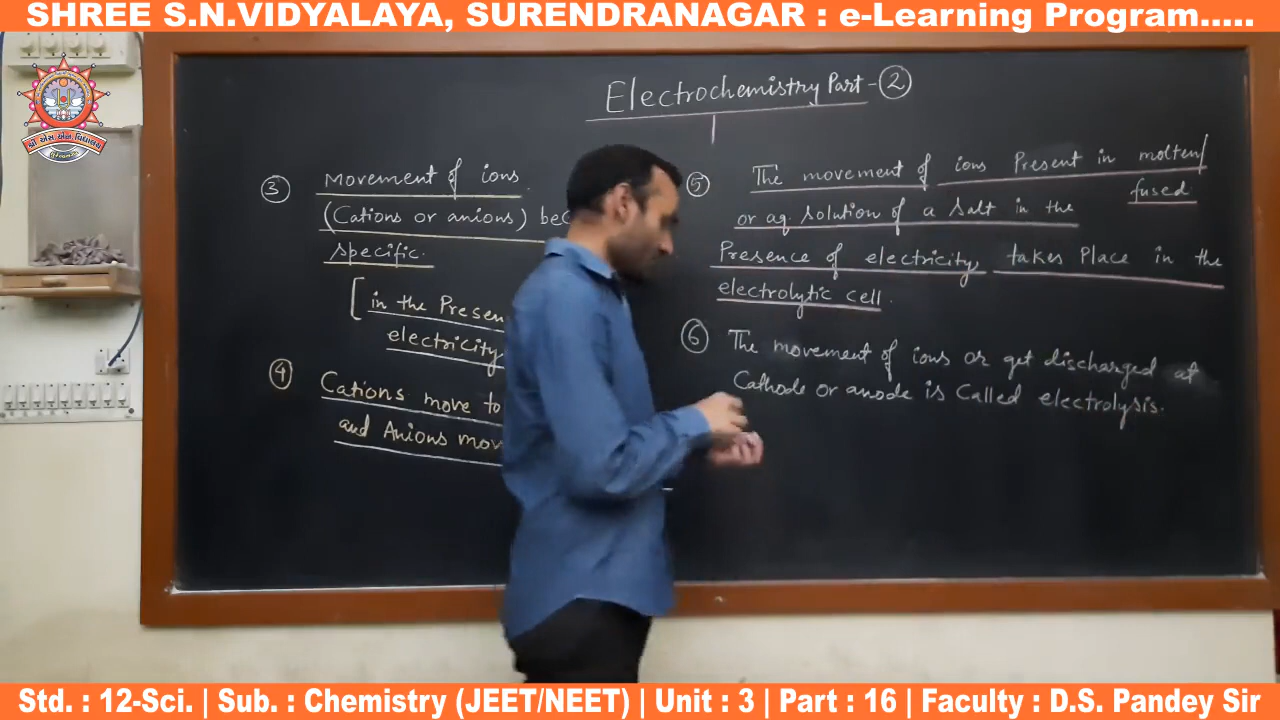 SHREE S.N.VIDYALAYA, SURENDRANAGAR : e-Learning Program.....
Electrochemistry Part-②
③ Movement of ions
(Cations or anions)
specific.
[in the
electricity
④ Cations move to
and Anions
⑤ The movement of ions Present in molten/
fused
or aq. solution of a salt in the
Presence of electricity, takes Place in the
electrolytic cell.
⑥ The movement of ions or get discharged at
Cathode or anode is Called electrolysis.
શ્રી એસ. એન. વિદ્યાલય
Std. : 12-Sci. | Sub. : Chemistry (JEET/NEET) | Unit : 3 | Part : 16 | Faculty : D.S. Pandey Sir